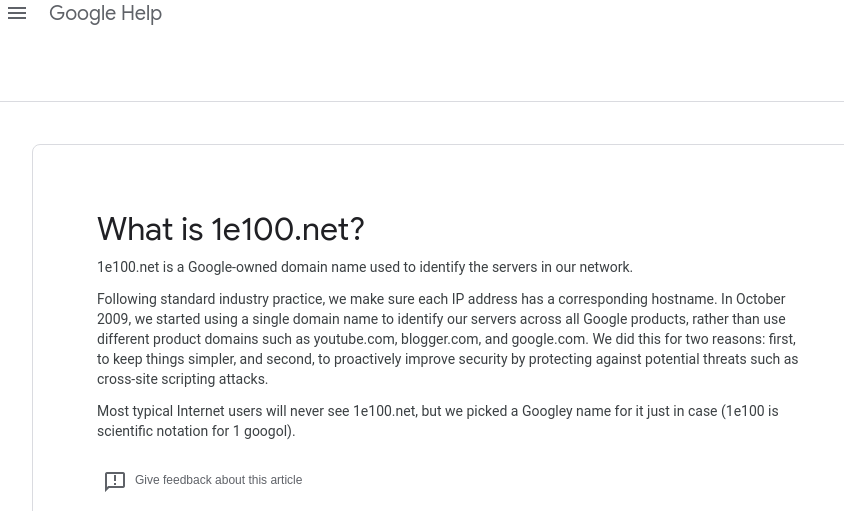 Google Help
What is 1e100.net?
1e100.net is a Google-owned domain name used to identify the servers in our network.
Following standard industry practice, we make sure each IP address has a corresponding hostname. In October
2009, we started using a single domain name to identify our servers across all Google products, rather than use
different product domains such as youtube.com, blogger.com, and google.com. We did this for two reasons: first,
to keep things simpler, and second, to proactively improve security by protecting against potential threats such as
cross-site scripting attacks.
Most typical Internet users will never see 1e100.net, but we picked a Googley name for it just in case (1e100 is
scientific notation for 1 googol).
Give feedback about this article